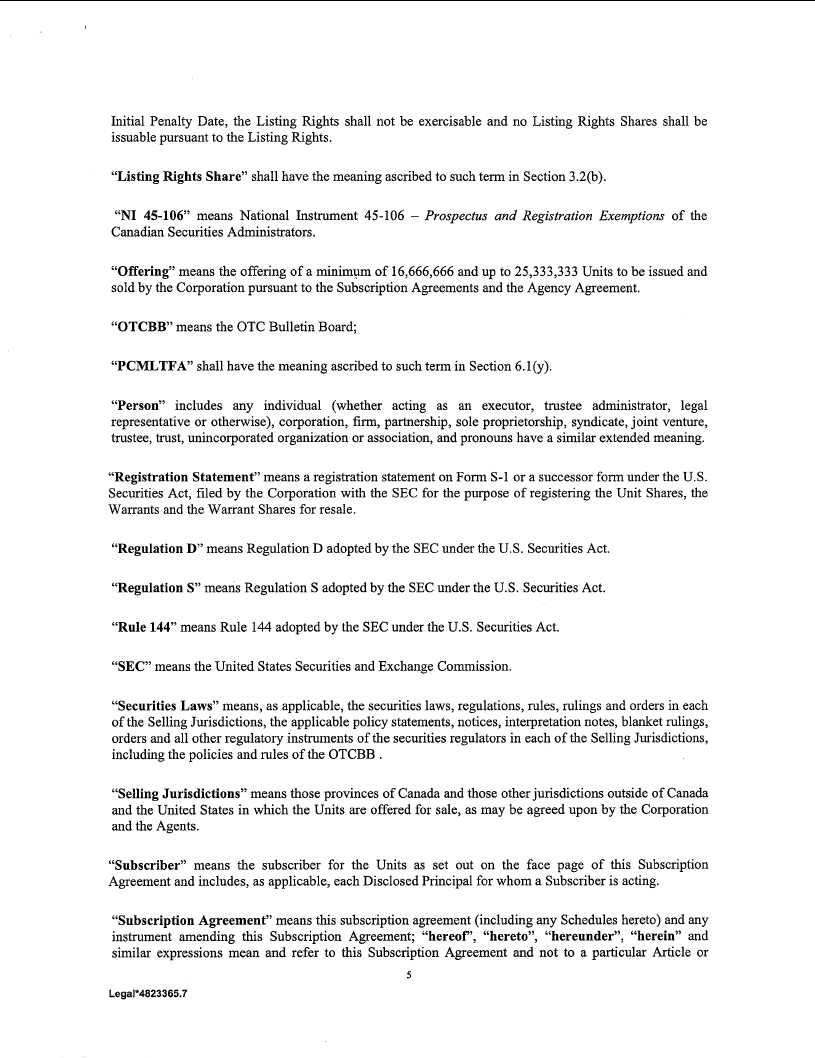 Initial Penalty Date, the Listing Rights shall not be exercisable and no Listing Rights Shares shall be
issuable pursuant to the Listing Rights.
“Listing Rights Share” shall have the meaning ascribed to such term in Section 3.2(b).
“NI 45-106” means National Instrument 45-106 – Prospectus and Registration Exemptions of the
Canadian Securities Administrators.
“Offering” means the offering of a minimum of 16,666,666 and up to 25,333,333 Units to be issued and
sold by the Corporation pursuant to the Subscription Agreements and the Agency Agreement.
“OTCBB” means the OTC Bulletin Board;
“PCMLTFA” shall have the meaning ascribed to such term in Section 6.1(y).
“Person” includes any individual (whether acting as an executor, trustee administrator, legal
representative or otherwise), corporation, firm, partnership, sole proprietorship, syndicate, joint venture,
trustee, trust, unincorporated organization or association, and pronouns have a similar extended meaning.
“Registration Statement” means a registration statement on Form S-1 or a successor form under the U.S.
Securities Act, filed by the Corporation with the SEC for the purpose of registering the Unit Shares, the
Warrants and the Warrant Shares for resale.
“Regulation D” means Regulation D adopted by the SEC under the U.S. Securities Act.
“Regulation S” means Regulation S adopted by the SEC under the U.S. Securities Act.
“Rule 144” means Rule 144 adopted by the SEC under the U.S. Securities Act.
“SEC” means the United States Securities and Exchange Commission.
“Securities Laws” means, as applicable, the securities laws, regulations, rules, rulings and orders in each
of the Selling Jurisdictions, the applicable policy statements, notices, interpretation notes, blanket rulings,
orders and all other regulatory instruments of the securities regulators in each of the Selling Jurisdictions,
including the policies and rules of the OTCBB .
“Selling Jurisdictions” means those provinces of Canada and those other jurisdictions outside of Canada
and the United States in which the Units are offered for sale, as may be agreed upon by the Corporation
and the Agents.
“Subscriber” means the subscriber for the Units as set out on the face page of this Subscription
Agreement and includes, as applicable, each Disclosed Principal for whom a Subscriber is acting.
“Subscription Agreement” means this subscription agreement (including any Schedules hereto) and any
instrument amending this Subscription Agreement; “hereof”, “hereto”, “hereunder”, “herein” and
similar expressions mean and refer to this Subscription Agreement and not to a particular Article or
5
Legal*4823365.7